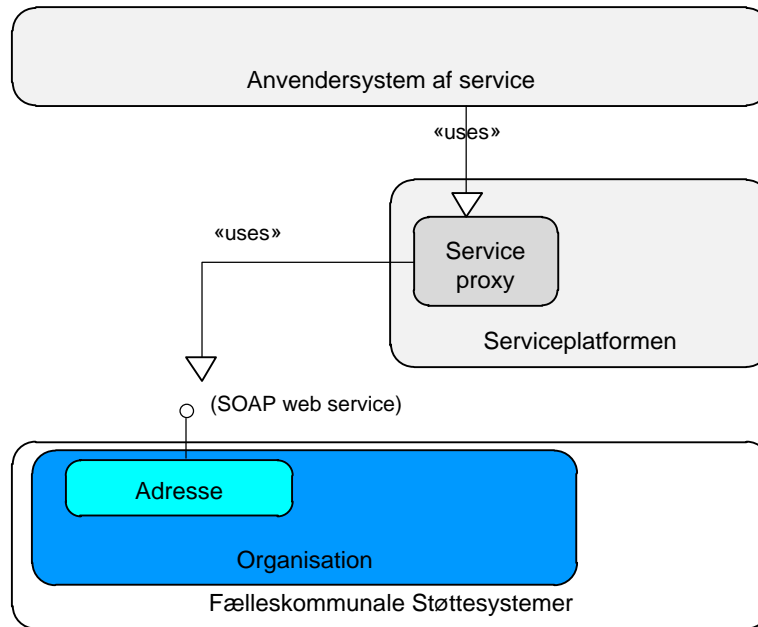 Anvendersystem af service
«uses»
«uses»
Service
proxy
Serviceplatformen
(SOAP web service)
Adresse
Organisation
Fælleskommunale Støttesystemer